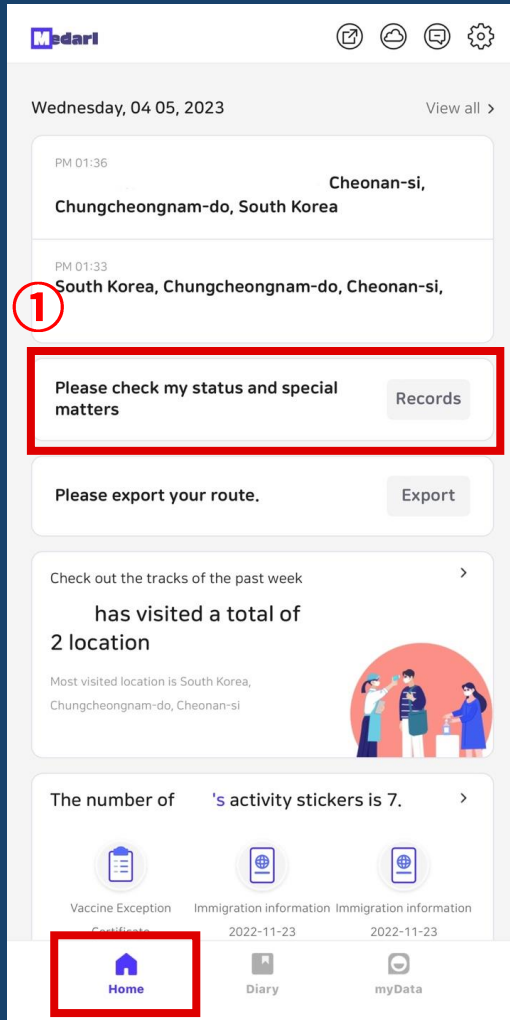 Medari
Wednesday, 04 05, 2023
View all >
PM 01:36
Cheonan-si,
Chungcheongnam-do, South Korea
PM 01:33
South Korea, Chungcheongnam-do, Cheonan-si,
①
Please check my status and special
matters
Records
Please export your route.
Export
Check out the tracks of the past week
>
has visited a total of
2 location
Most visited location is South Korea,
Chungcheongnam-do, Cheonan-si
The number of 's activity stickers is 7.
>
Vaccine Exception
Certificate
Immigration information
2022-11-23
Immigration information
2022-11-23
Home
Diary
myData